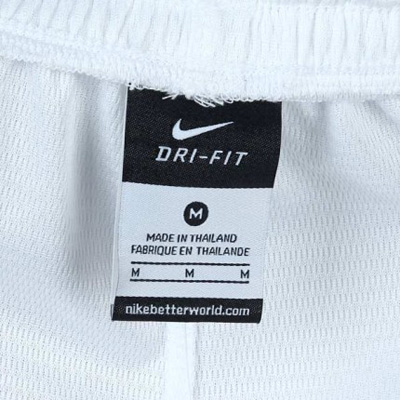 DRI-FIT
M
MADE IN THAILAND
FABRIQUE EN THAILANDE
M M M
nikebetterworld.com